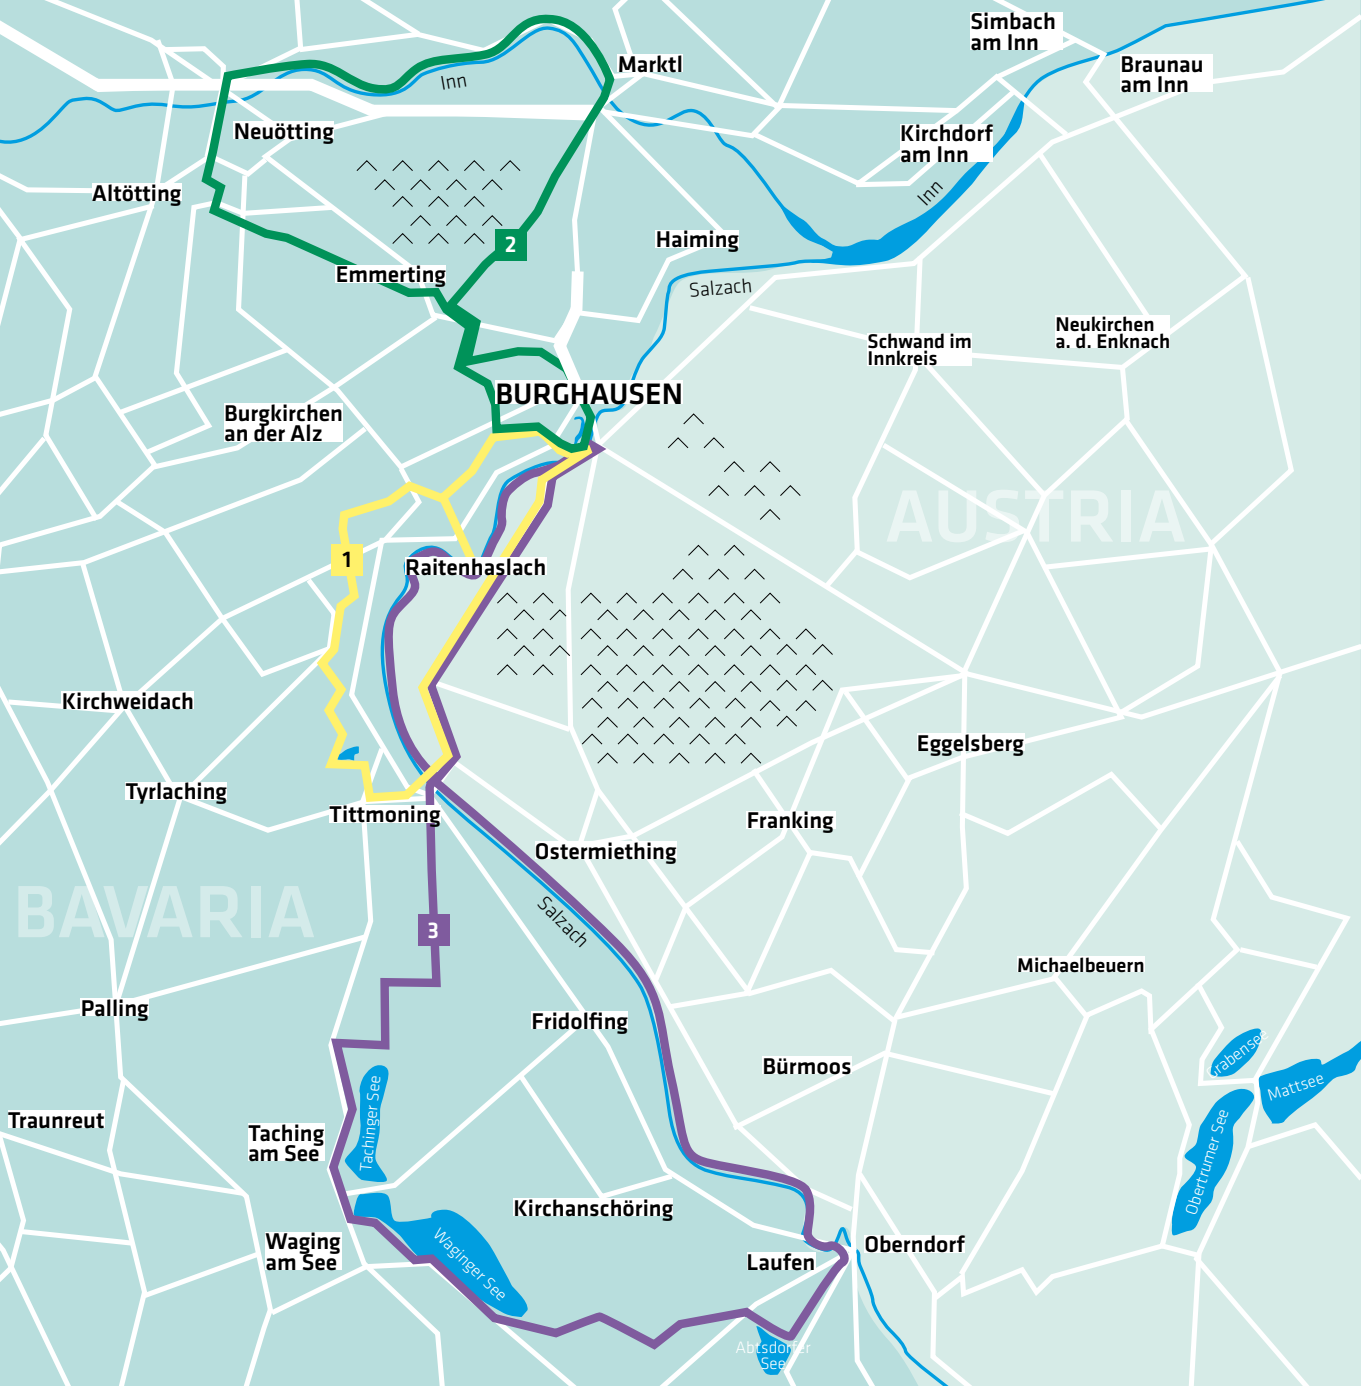 Simbach
am Inn
Braunau
am Inn
Marktl
Inn
Neuötting
Kirchdorf
am Inn
Altötting
Inn
Haiming
2
Emmerting
Salzach
Neukirchen
a. d. Enknach
Schwand im
Innkreis
BURGHAUSEN
Burgkirchen
an der Alz
AUSTRIA
1
Raitenhaslach
Kirchweidach
Eggelsberg
Tyrlaching
Tittmoning
Franking
Ostermiething
BAVARIA
Salzach
3
Michaelbeuern
Palling
Fridolfing
Grabensee
Bürmoos
Mattsee
Traunreut
Tachinger See
Taching
am See
Obertrumer See
Kirchanschöring
Waging
am See
Waginger See
Oberndorf
Laufen
Abtsdorfer
See